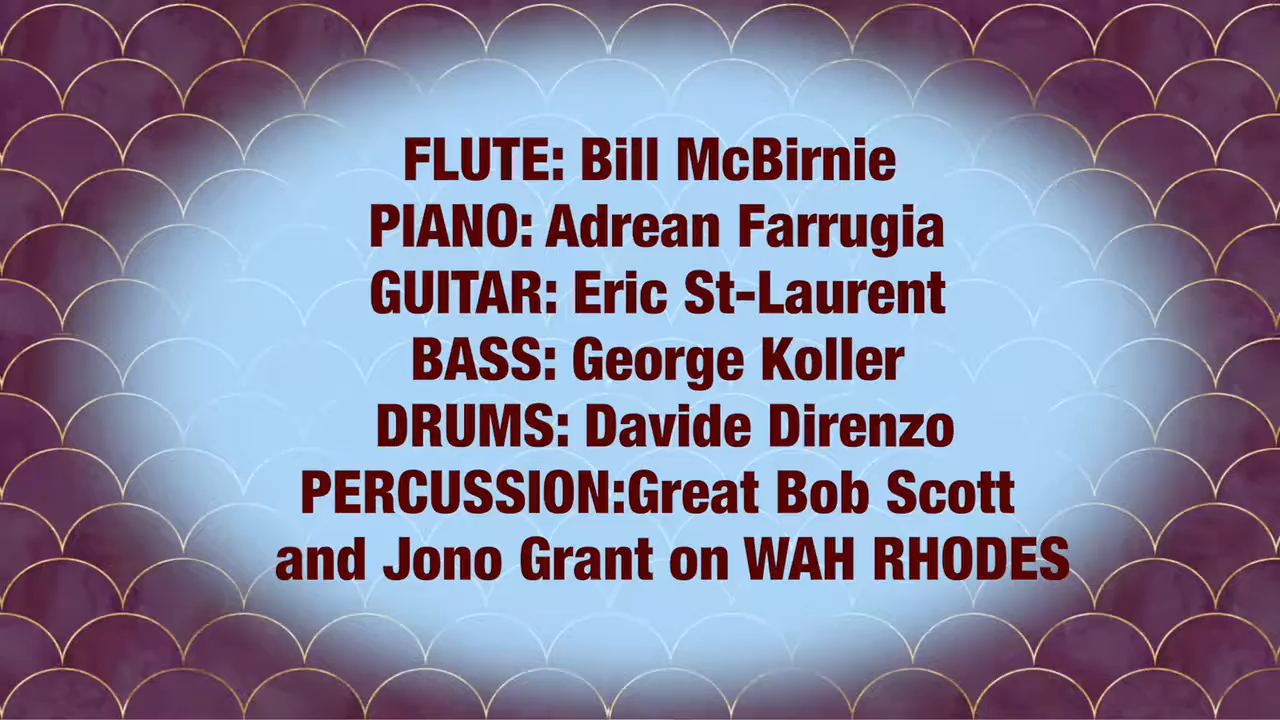 FLUTE: Bill McBirnie
PIANO: Adrean Farrugia
GUITAR: Eric St-Laurent
BASS: George Koller
DRUMS: Davide Direnzo
PERCUSSION:Great Bob Scott
and Jono Grant on WAH RHODES